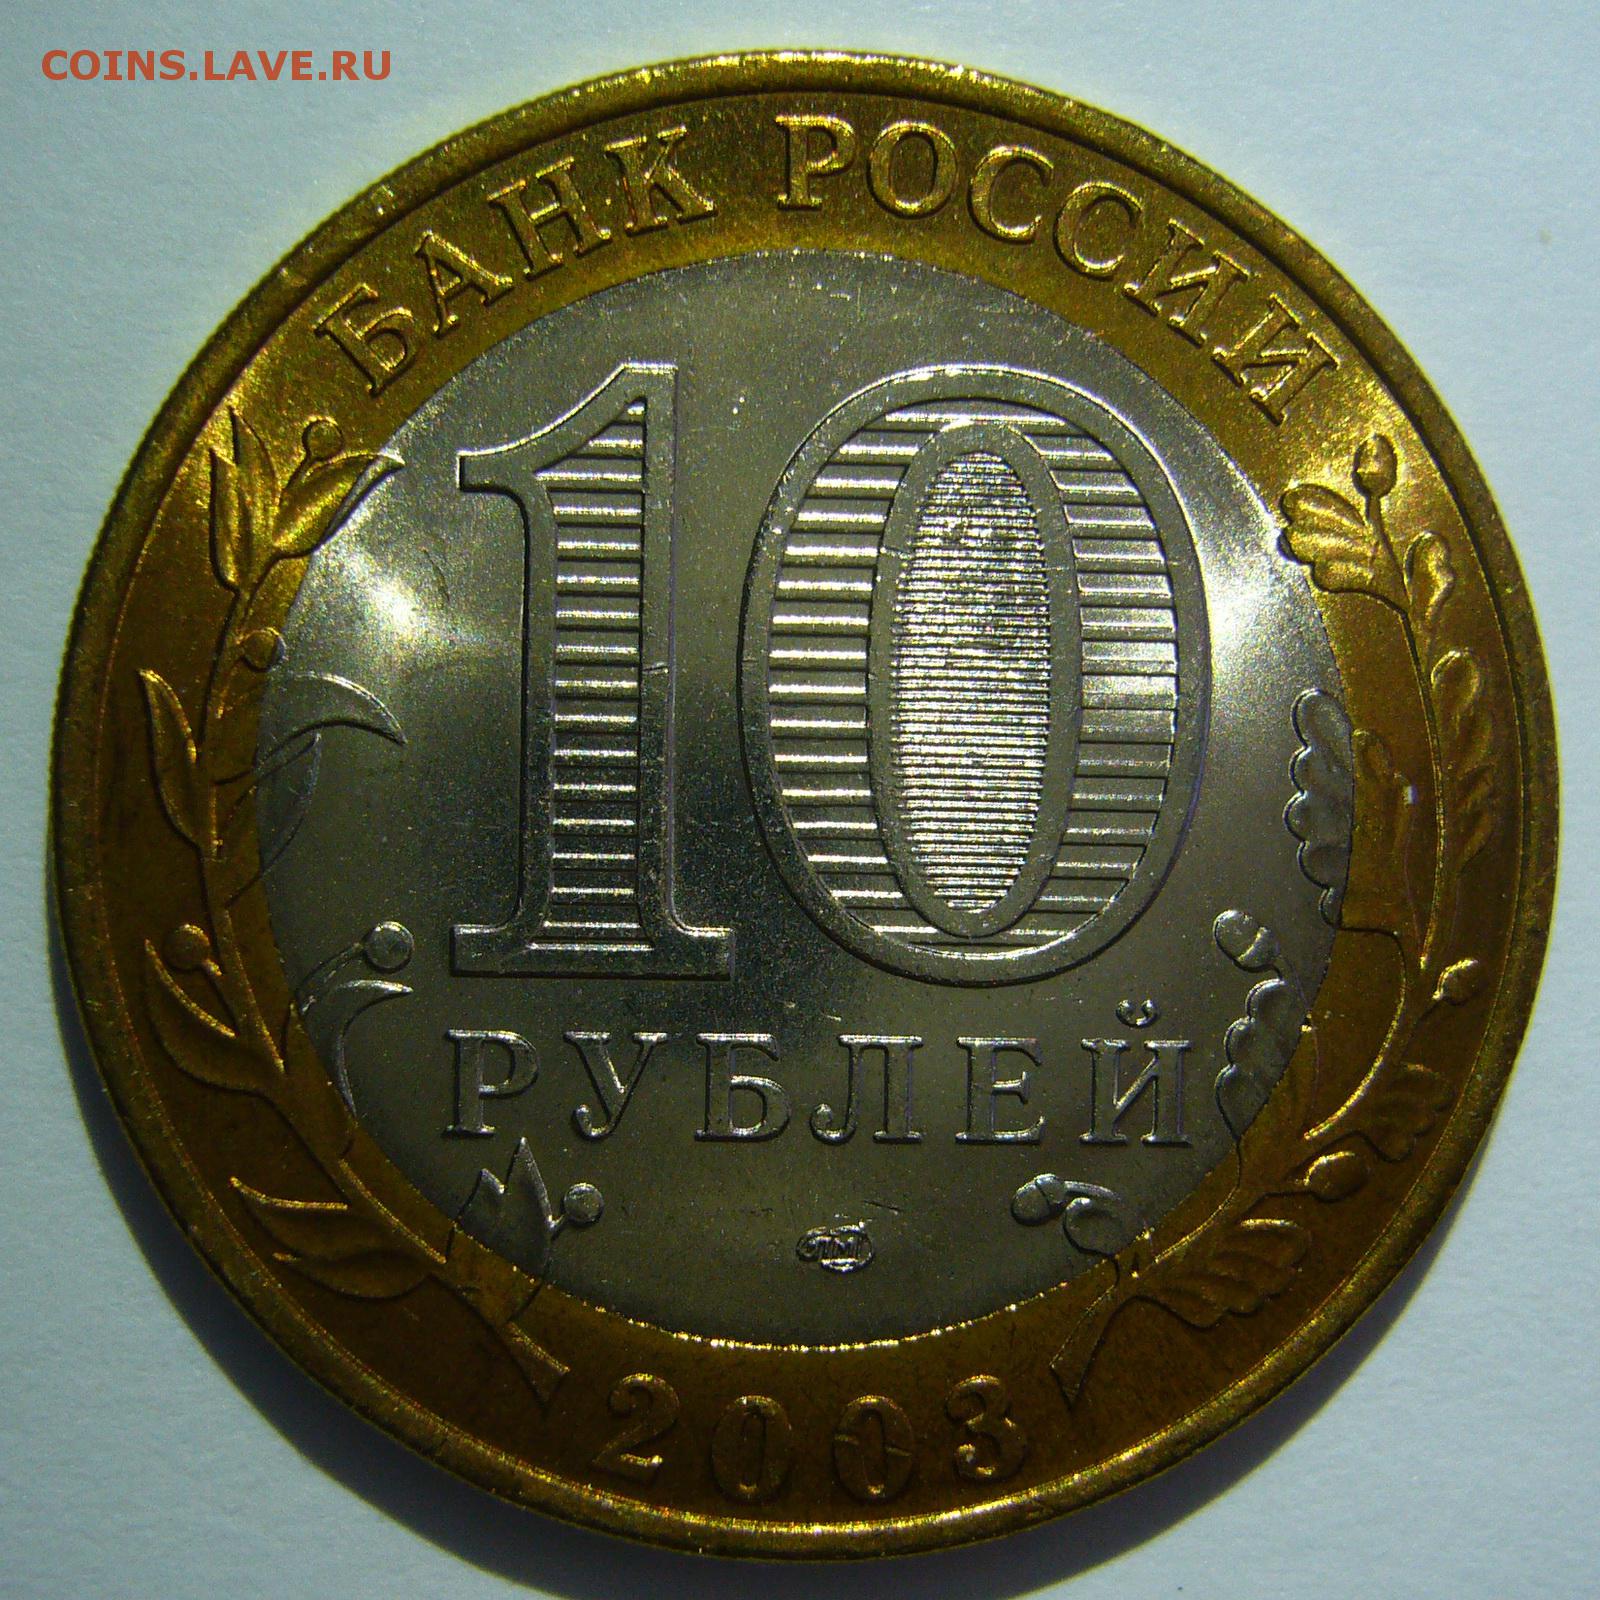 COINS.LAVE.RU
БАНК РОССИИ
10
РУБЛЕЙ
2003